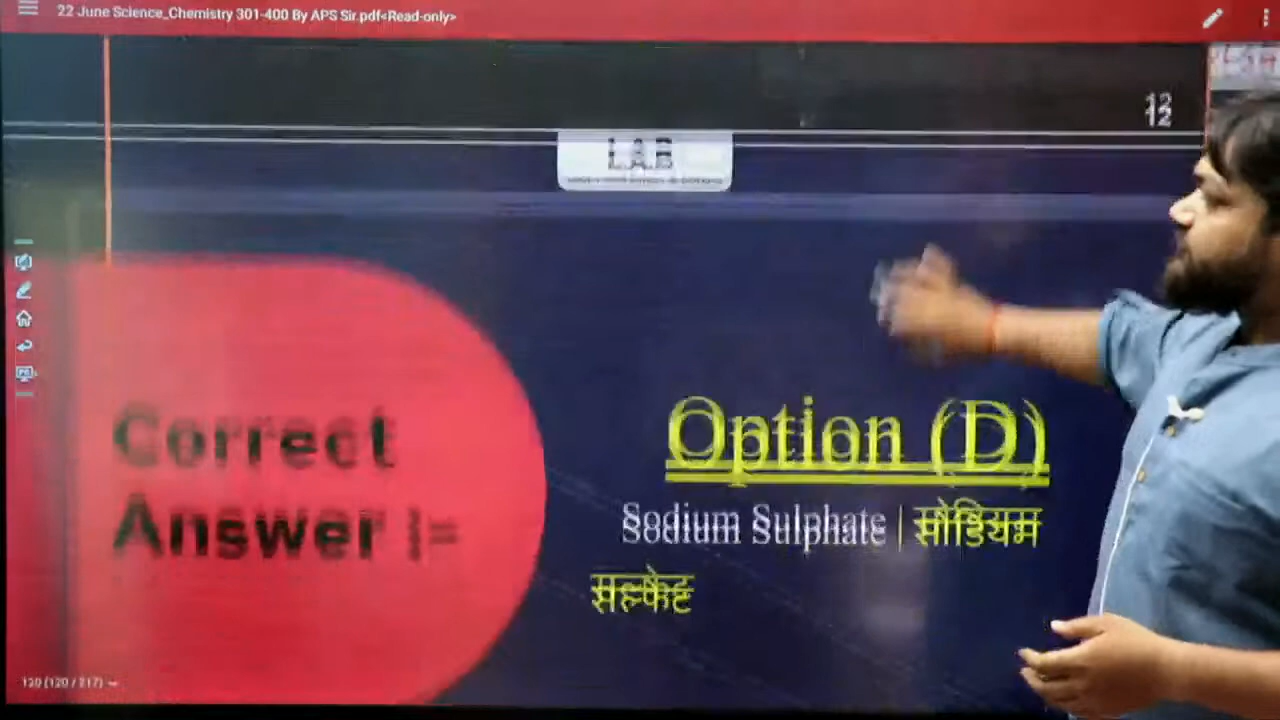 22 June Science_Chemistry 301-400 By APS Sir.pdf<Read-only>
12
LAB
Correct
Answer :=
Option (D)
Sodium Sulphate | सोडियम
सल्फेट
120 (120 / 217)